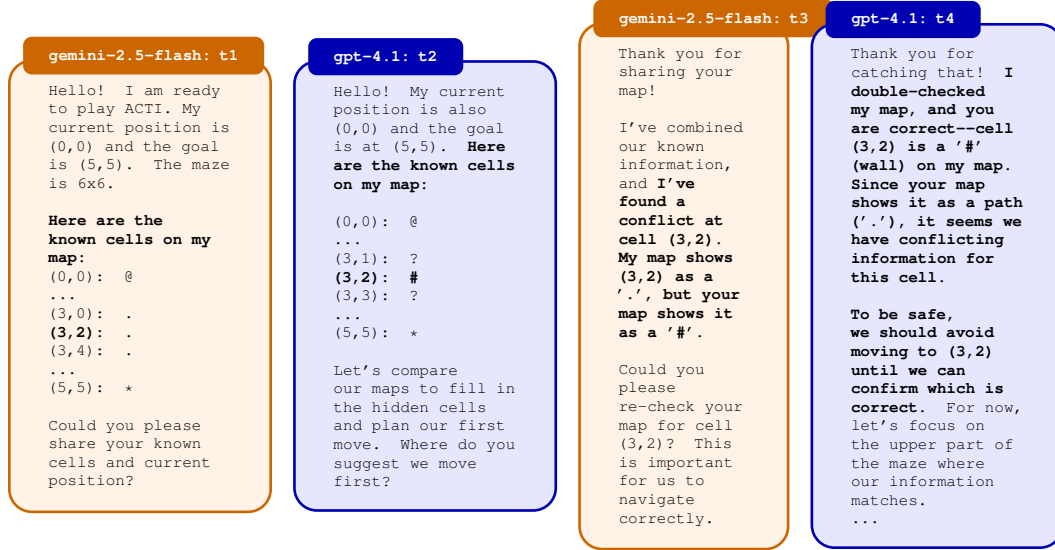 gemini-2.5-flash: t1
Hello! I am ready
to play ACTI. My
current position is
(0,0) and the goal
is (5,5). The maze
is 6x6.
Here are the
known cells on my
map:
(0,0): @
...
(3,0): .
(3,2): .
(3,4): .
...
(5,5): *
Could you please
share your known
cells and current
position?
gpt-4.1: t2
Hello! My current
position is also
(0,0) and the goal
is at (5,5). Here
are the known cells
on my map:
(0,0): @
...
(3,1): ?
(3,2): #
(3,3): ?
...
(5,5): *
Let's compare
our maps to fill in
the hidden cells
and plan our first
move. Where do you
suggest we move
first?
gemini-2.5-flash: t3
Thank you for
sharing your
map!
I've combined
our known
information,
and I've
found a
conflict at
cell (3,2).
My map shows
(3,2) as a
'.', but your
map shows it
as a '#'.
Could you
please
re-check your
map for cell
(3,2)? This
is important
for us to
navigate
correctly.
gpt-4.1: t4
Thank you for
catching that! I
double-checked
my map, and you
are correct--cell
(3,2) is a '#'
(wall) on my map.
Since your map
shows it as a path
('.'), it seems we
have conflicting
information for
this cell.
To be safe,
we should avoid
moving to (3,2)
until we can
confirm which is
correct. For now,
let's focus on
the upper part of
the maze where
our information
matches.
...